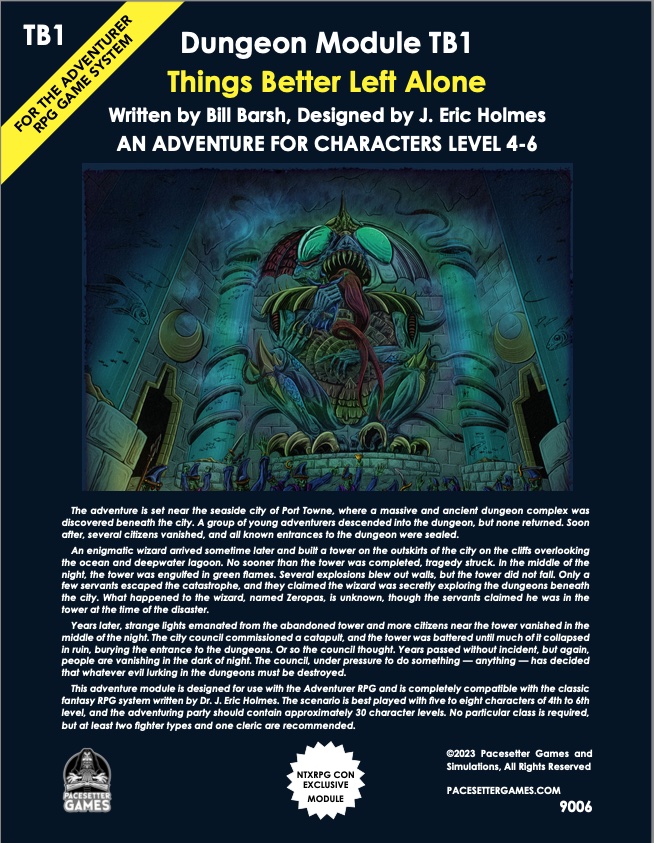 TB1
FOR THE ADVENTURER
RPG GAME SYSTEM
Dungeon Module TB1
Things Better Left Alone
Written by Bill Barsh, Designed by J. Eric Holmes
AN ADVENTURE FOR CHARACTERS LEVEL 4-6
The adventure is set near the seaside city of Port Towne, where a massive and ancient dungeon complex was
discovered beneath the city. A group of young adventurers descended into the dungeon, but none returned. Soon
after, several citizens vanished, and all known entrances to the dungeon were sealed.
An enigmatic wizard arrived sometime later and built a tower on the outskirts of the city on the cliffs overlooking
the ocean and deepwater lagoon. No sooner than the tower was completed, tragedy struck. In the middle of the
night, the tower was engulfed in green flames. Several explosions blew out walls, but the tower did not fall. Only a
few servants escaped the catastrophe, and they claimed the wizard was secretly exploring the dungeons beneath
the city. What happened to the wizard, named Zeropas, is unknown, though the servants claimed he was in the
tower at the time of the disaster.
Years later, strange lights emanated from the abandoned tower and more citizens near the tower vanished in the
middle of the night. The city council commissioned a catapult, and the tower was battered until much of it collapsed
in ruin, burying the entrance to the dungeons. Or so the council thought. Years passed without incident, but again,
people are vanishing in the dark of night. The council, under pressure to do something — anything — has decided
that whatever evil lurking in the dungeons must be destroyed.
This adventure module is designed for use with the Adventurer RPG and is completely compatible with the classic
fantasy RPG system written by Dr. J. Eric Holmes. The scenario is best played with five to eight characters of 4th to 6th
level, and the adventuring party should contain approximately 30 character levels. No particular class is required,
but at least two fighter types and one cleric are recommended.
PACESETTER
GAMES
NTXRPG CON
EXCLUSIVE
MODULE
©2023 Pacesetter Games and
Simulations, All Rights Reserved
PACESETTERGAMES.COM
9006